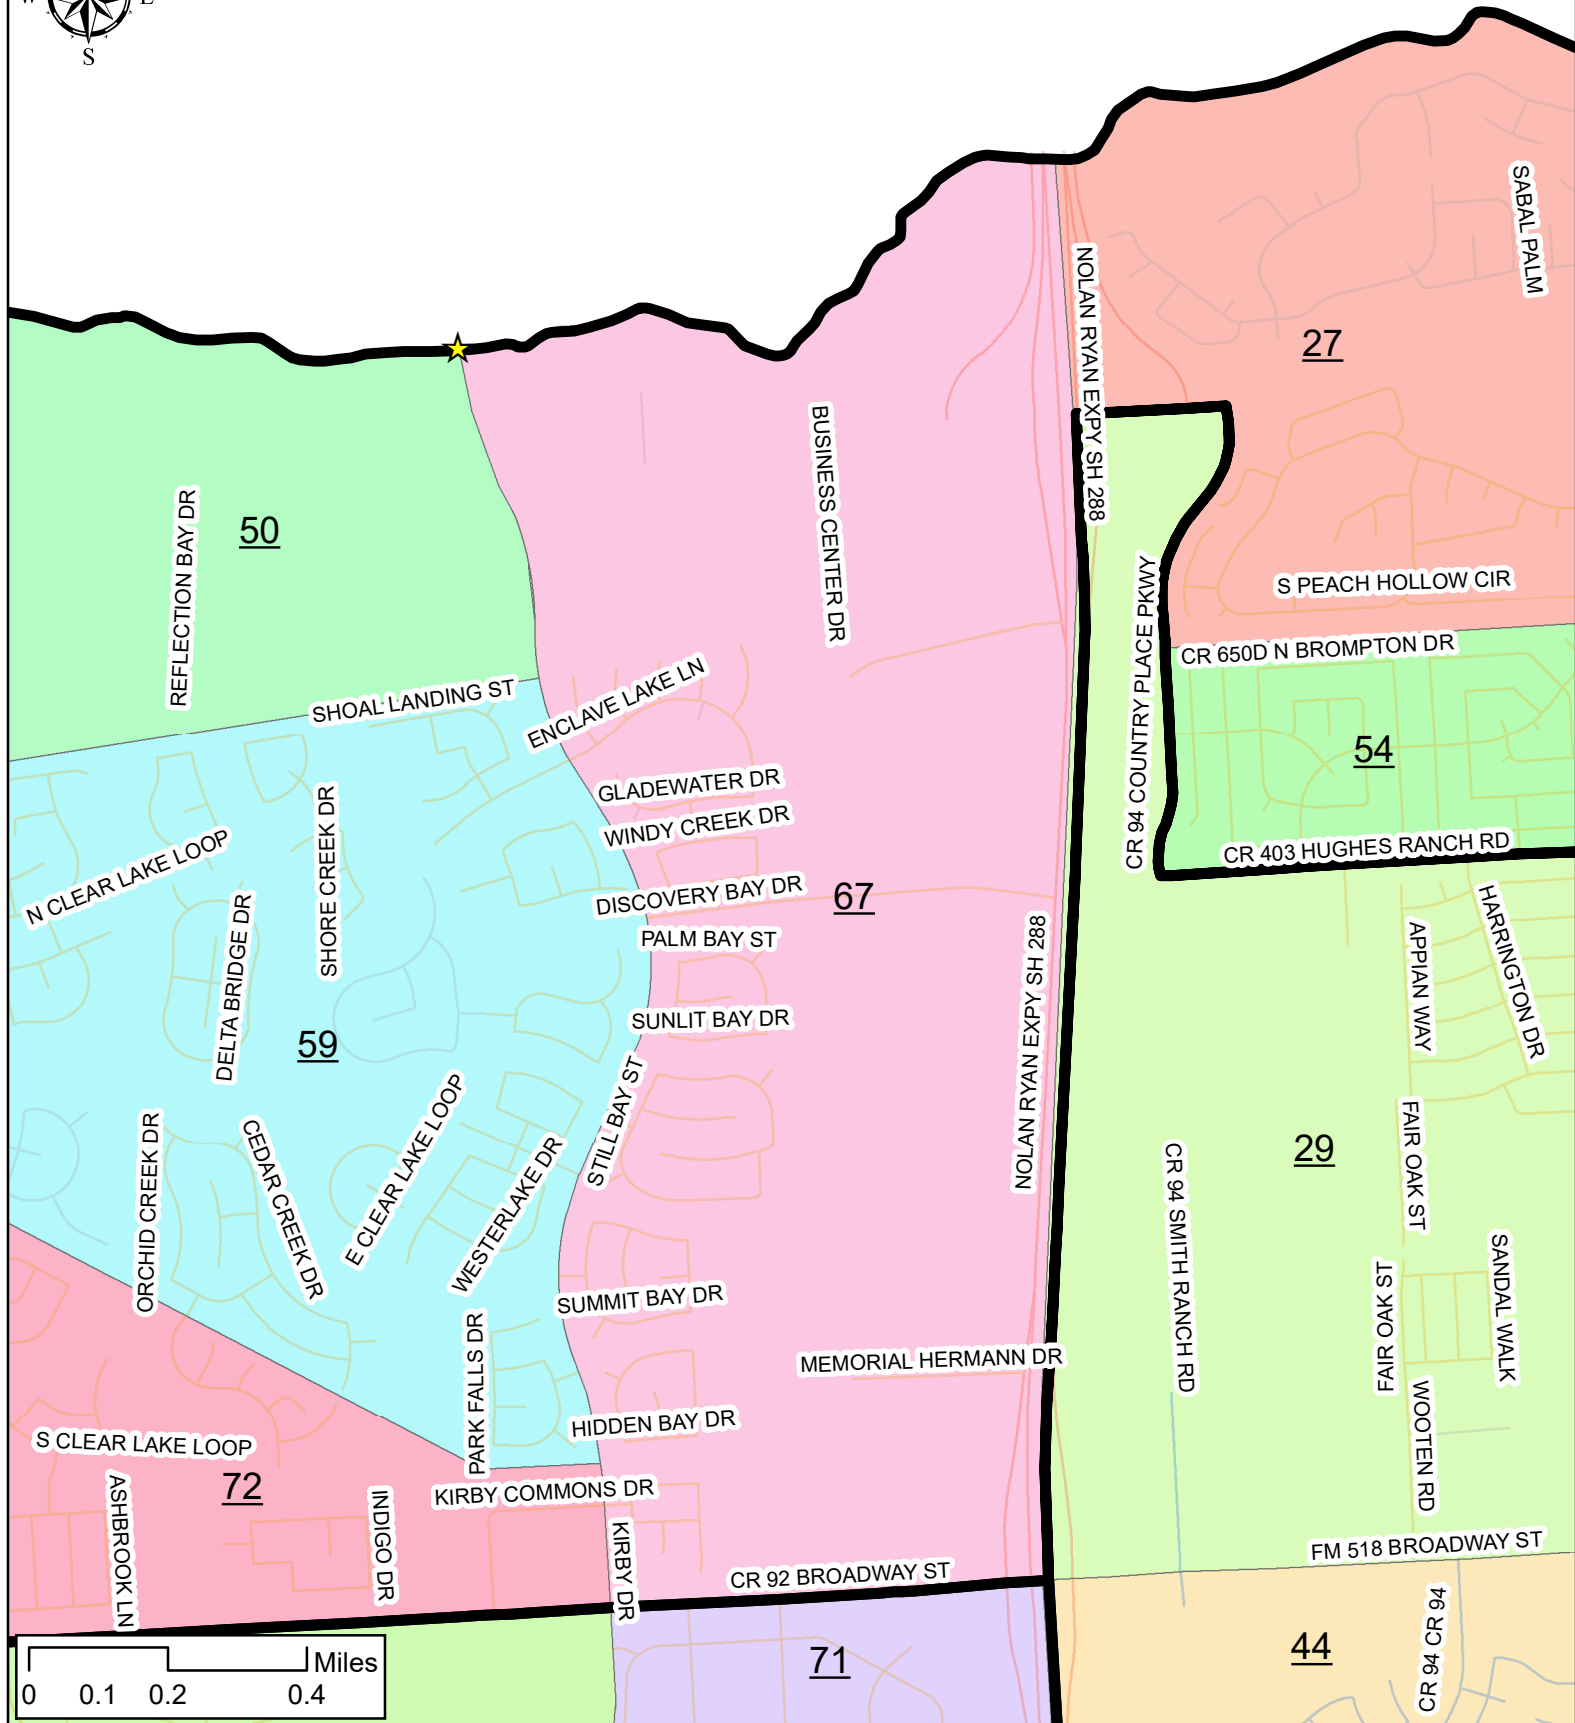 W
E
S
SABAL PALM
NOLAN RYAN EXPY SH 288
27
BUSINESS CENTER DR
50
REFLECTION BAY DR
S PEACH HOLLOW CIR
CR 94 COUNTRY PLACE PKWY
CR 650D N BROMPTON DR
SHOAL LANDING ST
ENCLAVE LAKE LN
54
GLADEWATER DR
WINDY CREEK DR
SHORE CREEK DR
N CLEAR LAKE LOOP
CR 403 HUGHES RANCH RD
DISCOVERY BAY DR
67
DELTA BRIDGE DR
PALM BAY ST
HARRINGTON DR
APPIAN WAY
NOLAN RYAN EXPY SH 288
SUNLIT BAY DR
59
STILL BAY ST
E CLEAR LAKE LOOP
ORCHID CREEK DR
CEDAR CREEK DR
WESTERLAKE DR
29
FAIR OAK ST
CR 94 SMITH RANCH RD
SUMMIT BAY DR
SANDAL WALK
FAIR OAK ST
PARK FALLS DR
MEMORIAL HERMANN DR
HIDDEN BAY DR
WOOTEN RD
S CLEAR LAKE LOOP
72
KIRBY COMMONS DR
ASHBROOK LN
INDIGO DR
KIRBY DR
FM 518 BROADWAY ST
CR 92 BROADWAY ST
71
44
CR 94 CR 94
Miles
0 0.1 0.2 0.4